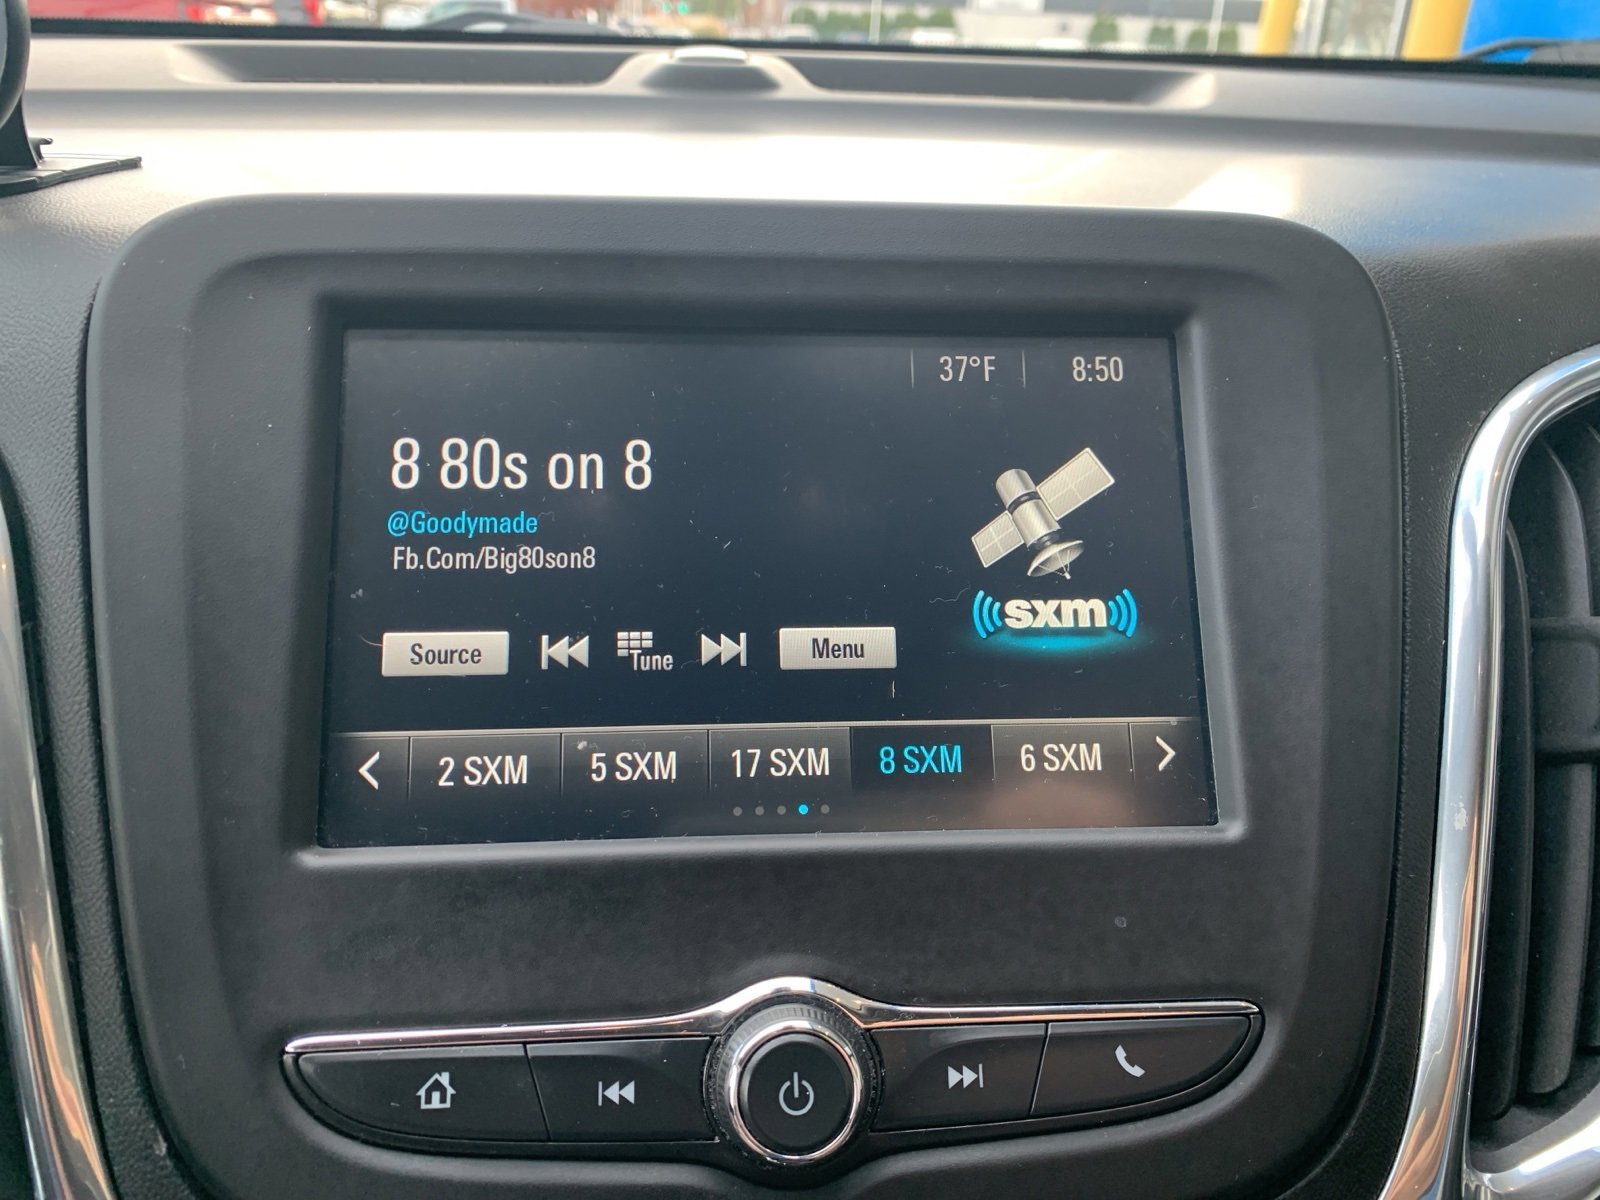 37°F 8:50
8 80s on 8
@Goodymade
Fb.Com/Big80son8
sxm
Source Tune Menu
2 SXM 5 SXM 17 SXM 8 SXM 6 SXM